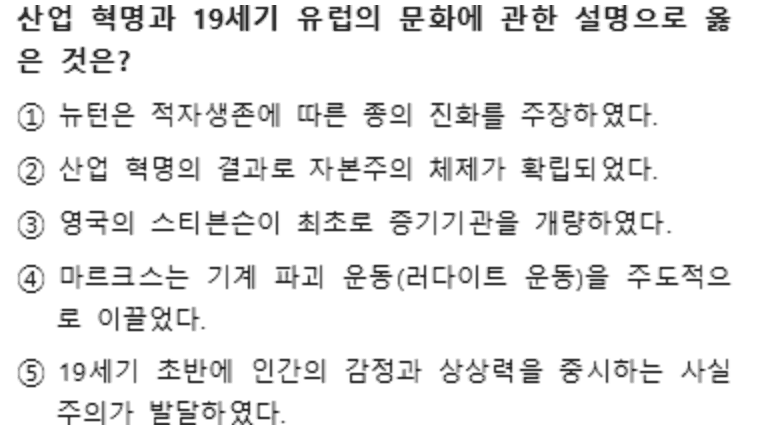 산업 혁명과 19세기 유럽의 문화에 관한 설명으로 옳
은 것은?
① 뉴턴은 적자생존에 따른 종의 진화를 주장하였다.
② 산업 혁명의 결과로 자본주의 체제가 확립되었다.
③ 영국의 스티븐슨이 최초로 증기기관을 개량하였다.
④ 마르크스는 기계 파괴 운동(러다이트 운동)을 주도적으
로 이끌었다.
⑤ 19세기 초반에 인간의 감정과 상상력을 중시하는 사실
주의가 발달하였다.